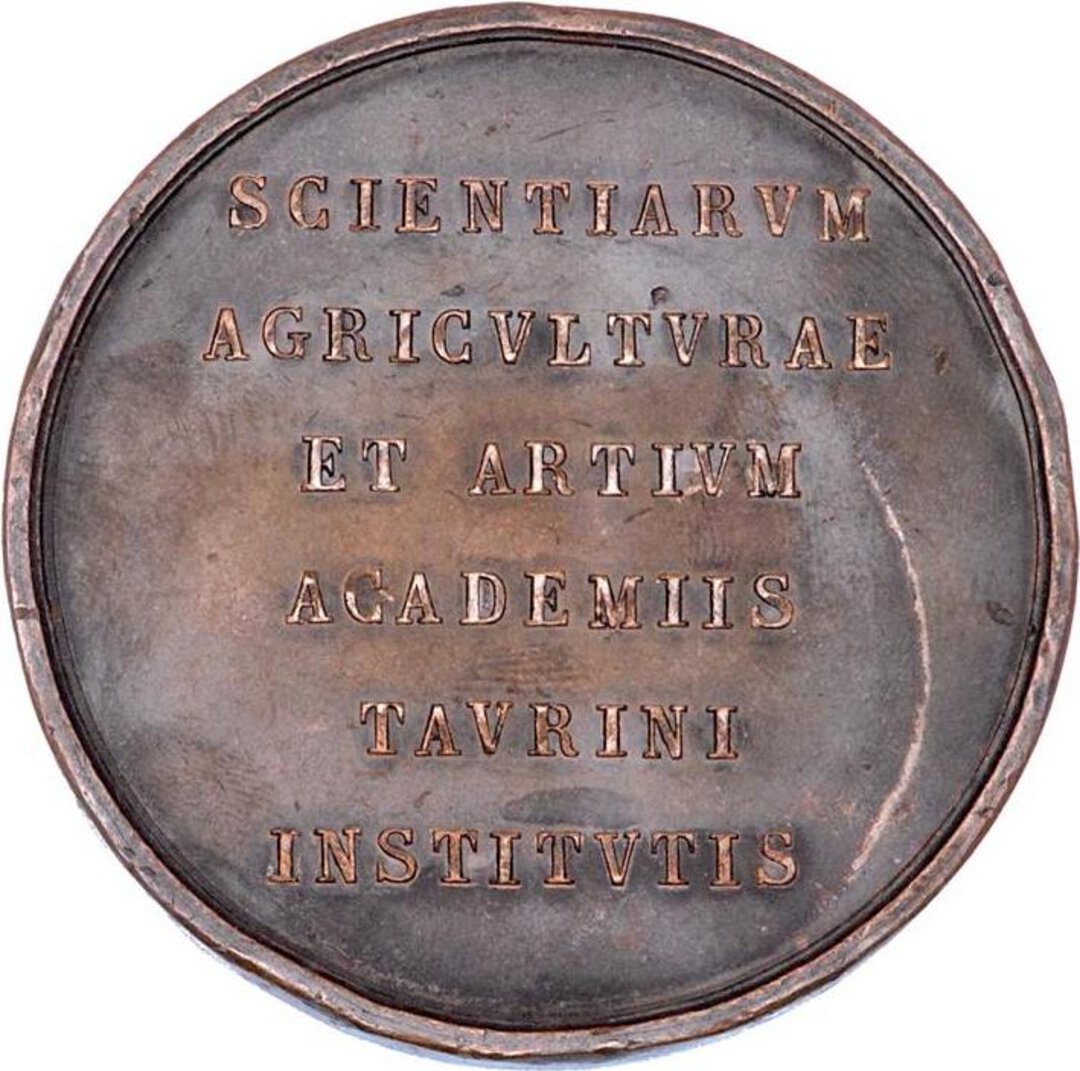 SCIENTIARVM
AGRICVLTVRAE
ET ARTIVM
ACADEMIIS
TAVRINI
INSTITVTIS